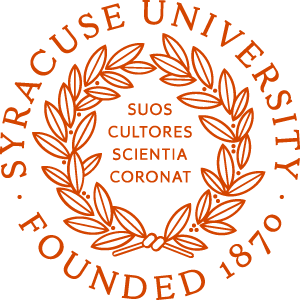 SYRACUSE UNIVERSITY
SUOS
CULTORES
SCIENTIA
CORONAT
· FOUNDED 1870 ·